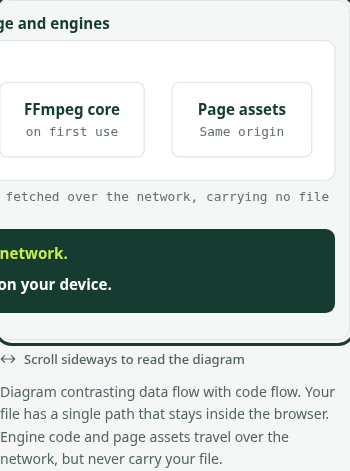 ge and engines
FFmpeg core
on first use
Page assets
Same origin
fetched over the network, carrying no file
network.
on your device.
Scroll sideways to read the diagram
Diagram contrasting data flow with code flow. Your
file has a single path that stays inside the browser.
Engine code and page assets travel over the
network, but never carry your file.